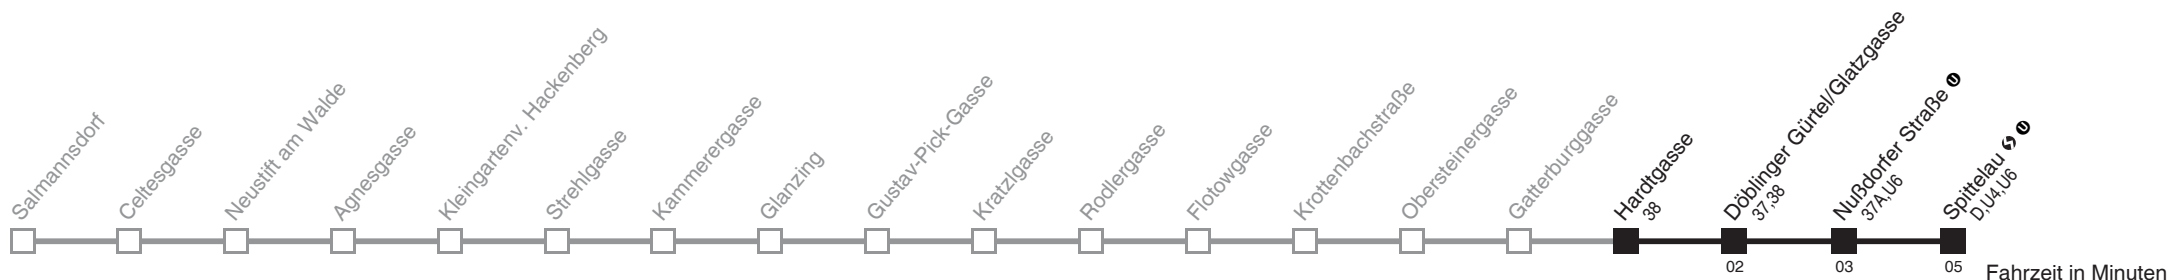 Salmannsdorf
Celtesgasse
Neustift am Walde
Agnesgasse
Kleingartenv. Hackenberg
Strehlgasse
Kammerergasse
Glanzing
Gustav-Pick-Gasse
Kratzlgasse
Rodlergasse
Flotowgasse
Krottenbachstraße
Obersteinergasse
Gatterburggasse
Hardtgasse
38
Döblinger Gürtel/Glatzgasse
37,38
Nußdorfer Straße U
37A,U6
Spittelau S U
D,U4,U6
02
03
05
Fahrzeit in Minuten